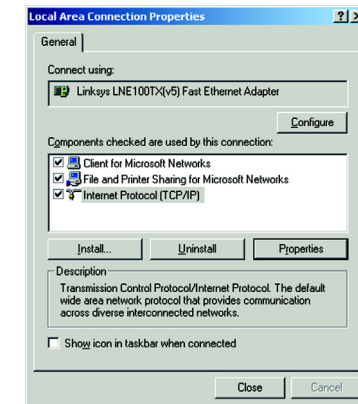 Local Area Connection Properties
General
Connect using:
Linksys LNE100TX(v5) Fast Ethernet Adapter
Configure
Components checked are used by this connection:
Client for Microsoft Networks
File and Printer Sharing for Microsoft Networks
Internet Protocol (TCP/IP)
Install... Uninstall Properties
Description
Transmission Control Protocol/Internet Protocol. The default
wide area network protocol that provides communication
across diverse interconnected networks.
Show icon in taskbar when connected
Close Cancel